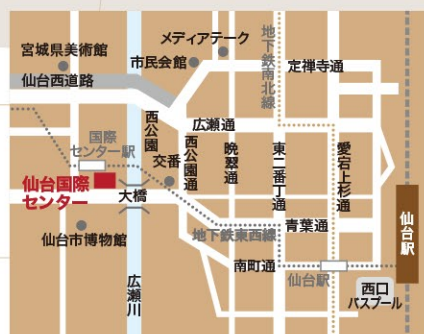 メディアテーク
宮城県美術館
市民会館
定禅寺通
地下鉄南北線
仙台西道路
広瀬通
西公園
国際
センター駅
交番
西公園通
晩翠通
東二番丁通
愛宕上杉通
仙台国際
センター
大橋
青葉通
仙台市博物館
地下鉄東西線
南町通
仙台駅
仙台駅
広瀬川
西口
バスプール